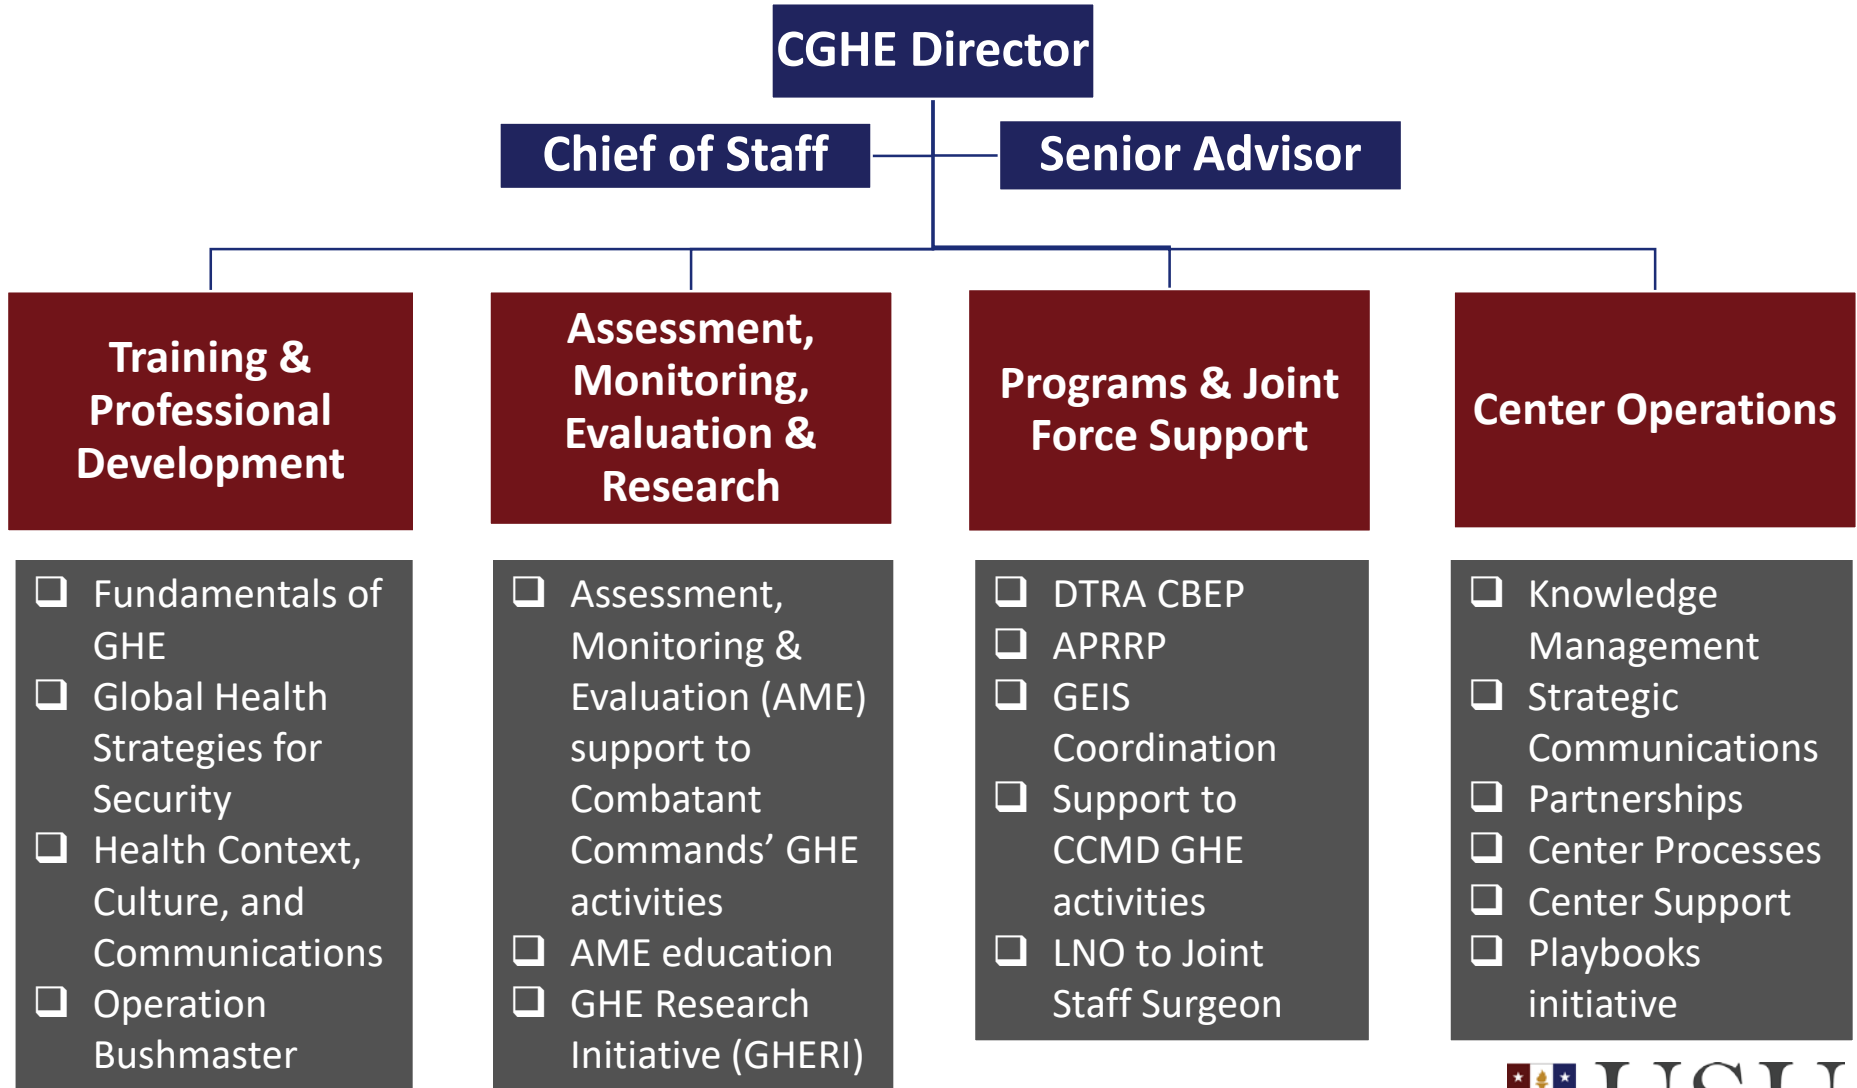 CGHE Director
Chief of Staff
Senior Advisor
Training &
Professional
Development
Assessment,
Monitoring,
Evaluation &
Research
Programs & Joint
Force Support
Center Operations
❑ Fundamentals of
GHE
❑ Global Health
Strategies for
Security
❑ Health Context,
Culture, and
Communications
❑ Operation
Bushmaster
❑ Assessment,
Monitoring &
Evaluation (AME)
support to
Combatant
Commands’ GHE
activities
❑ AME education
❑ GHE Research
Initiative (GHERI)
❑ DTRA CBEP
❑ APRRP
❑ GEIS
Coordination
❑ Support to
CCMD GHE
activities
❑ LNO to Joint
Staff Surgeon
❑ Knowledge
Management
❑ Strategic
Communications
❑ Partnerships
❑ Center Processes
❑ Center Support
❑ Playbooks
initiative
USU